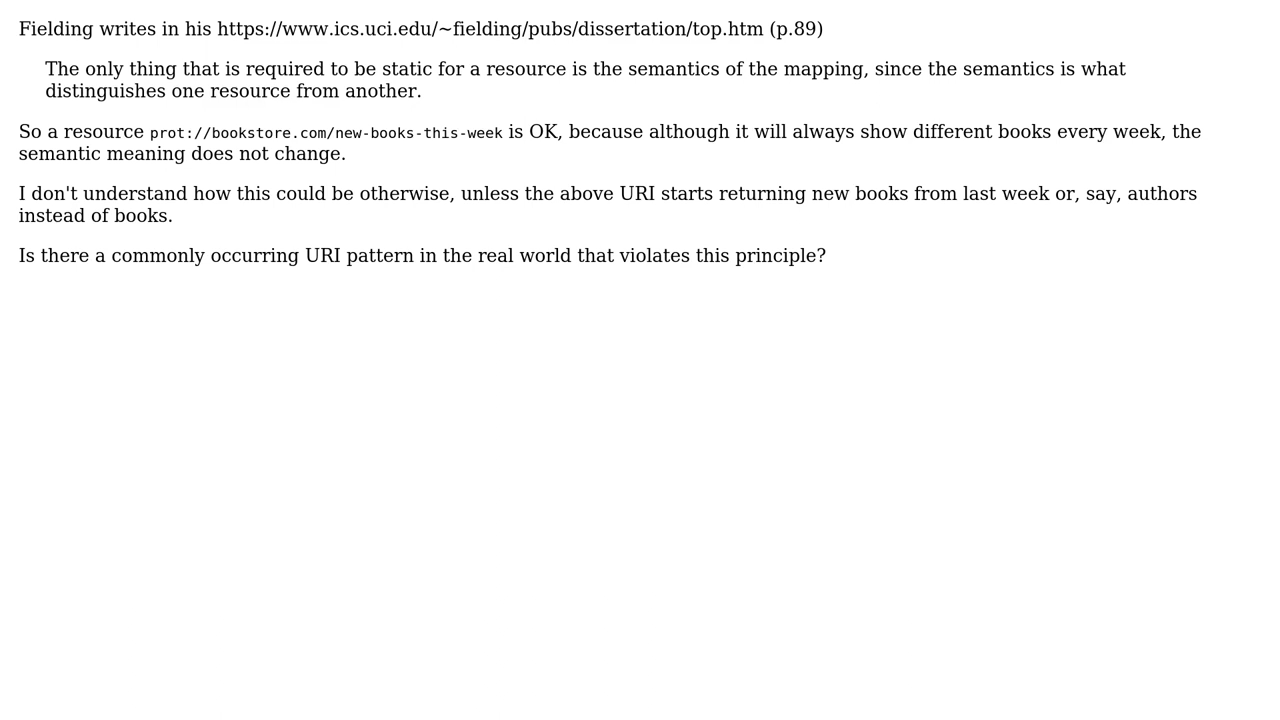 Fielding writes in his https://www.ics.uci.edu/~fielding/pubs/dissertation/top.htm (p.89)
The only thing that is required to be static for a resource is the semantics of the mapping, since the semantics is what
distinguishes one resource from another.
So a resource prot://bookstore.com/new-books-this-week is OK, because although it will always show different books every week, the
semantic meaning does not change.
I don't understand how this could be otherwise, unless the above URI starts returning new books from last week or, say, authors
instead of books.
Is there a commonly occurring URI pattern in the real world that violates this principle?